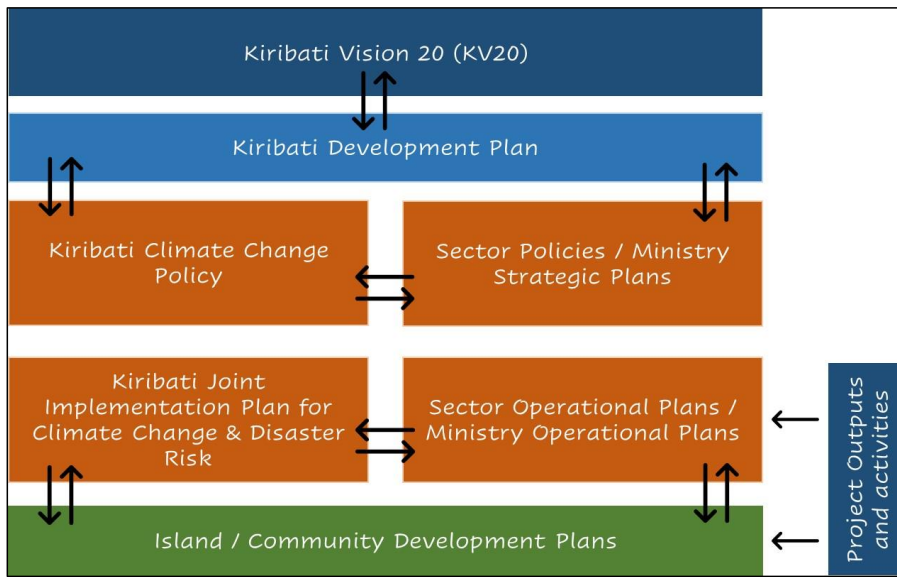 Kiribati Vision 20 (KV20)
Kiribati Development Plan
Kiribati Climate Change
Policy
Sector Policies / Ministry
Strategic Plans
Kiribati Joint
Implementation Plan for
Climate Change & Disaster
Risk
Sector Operational Plans /
Ministry Operational Plans
Island / Community Development Plans
Project Outputs
and activities